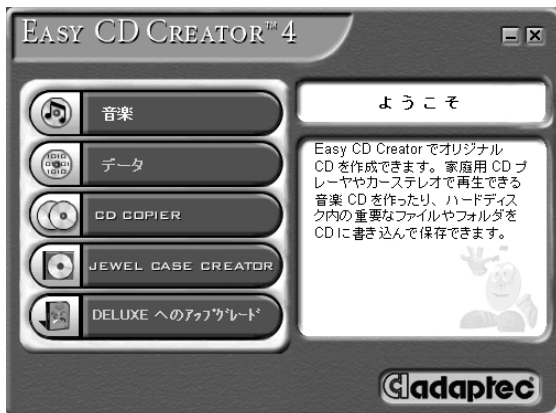 EASY CD CREATOR™ 4
音楽
データ
CD COPIER
JEWEL CASE CREATOR
DELUXE へのｱｯﾌﾟｸﾞﾚｰﾄﾞ
ようこそ
Easy CD Creator でオリジナル
CD を作成できます。家庭用 CD プ
レーヤやカーステレオで再生できる
音楽 CD を作ったり、ハードディス
ク内の重要なファイルやフォルダを
CD に書き込んで保存できます。
adaptec